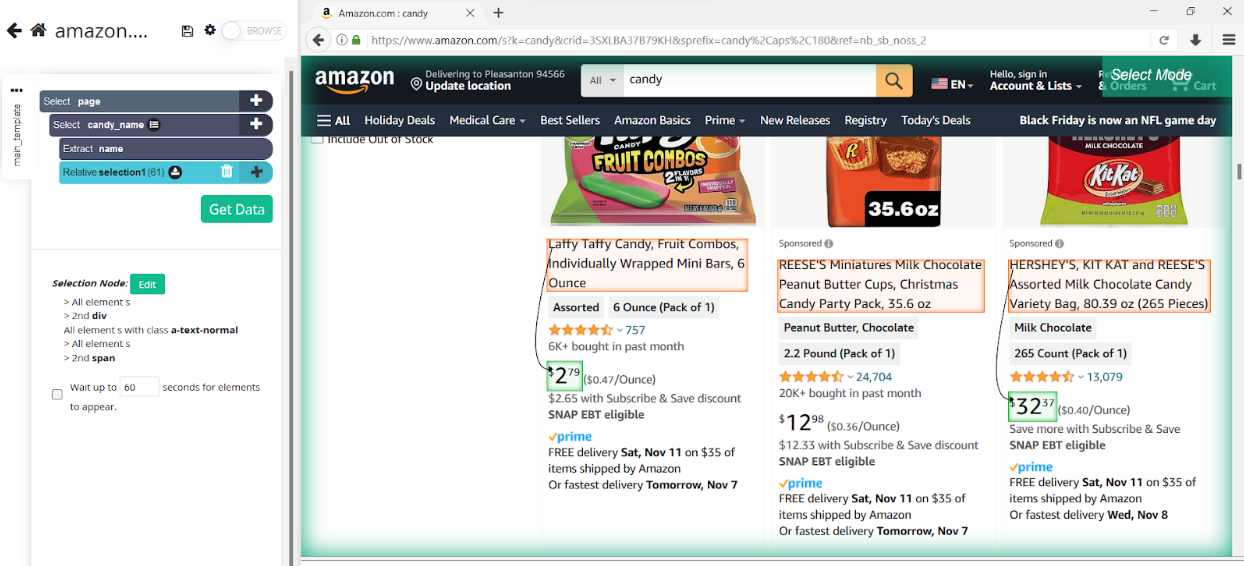 amazon....
BROWSE
Amazon.com : candy
https://www.amazon.com/s?k=candy&crid=3SXLBA37B79KH&sprefix=candy%2Caps%2C180&ref=nb_sb_noss_2
main_template
Select page
Select candy_name
Extract name
Relative selection1 (61)
Get Data
Selection Node: Edit
> All element s
> 2nd div
All element s with class a-text-normal
> All element s
> 2nd span
Wait up to 60 seconds for elements
to appear.
amazon
Delivering to Pleasanton 94566
Update location
All
candy
EN
Hello, sign in
Account & Lists
& Orders
Cart
Select Mode
All Holiday Deals Medical Care Best Sellers Amazon Basics Prime New Releases Registry Today's Deals Black Friday is now an NFL game day
Include Out of Stock
CANDY
FRUIT COMBOS
2 FLAVORS
IN 1!
INDIVIDUALLY
WRAPPED
Laffy Taffy Candy, Fruit Combos,
Individually Wrapped Mini Bars, 6
Ounce
Assorted 6 Ounce (Pack of 1)
757
6K+ bought in past month
$2 79 ($0.47/Ounce)
$2.65 with Subscribe & Save discount
SNAP EBT eligible
prime
FREE delivery Sat, Nov 11 on $35 of
items shipped by Amazon
Or fastest delivery Tomorrow, Nov 7
35.6oz
Sponsored
REESE'S Miniatures Milk Chocolate
Peanut Butter Cups, Christmas
Candy Party Pack, 35.6 oz
Peanut Butter, Chocolate
2.2 Pound (Pack of 1)
24,704
20K+ bought in past month
$12 98 ($0.36/Ounce)
$12.33 with Subscribe & Save discount
SNAP EBT eligible
prime
FREE delivery Sat, Nov 11 on $35 of
items shipped by Amazon
Or fastest delivery Tomorrow, Nov 7
MILK CHOCOLATE
KitKat
Sponsored
HERSHEY'S, KIT KAT and REESE'S
Assorted Milk Chocolate Candy
Variety Bag, 80.39 oz (265 Pieces)
Milk Chocolate
265 Count (Pack of 1)
13,079
$32 37 ($0.40/Ounce)
Save more with Subscribe & Save
SNAP EBT eligible
prime
FREE delivery Sat, Nov 11 on $35 of
items shipped by Amazon
Or fastest delivery Wed, Nov 8